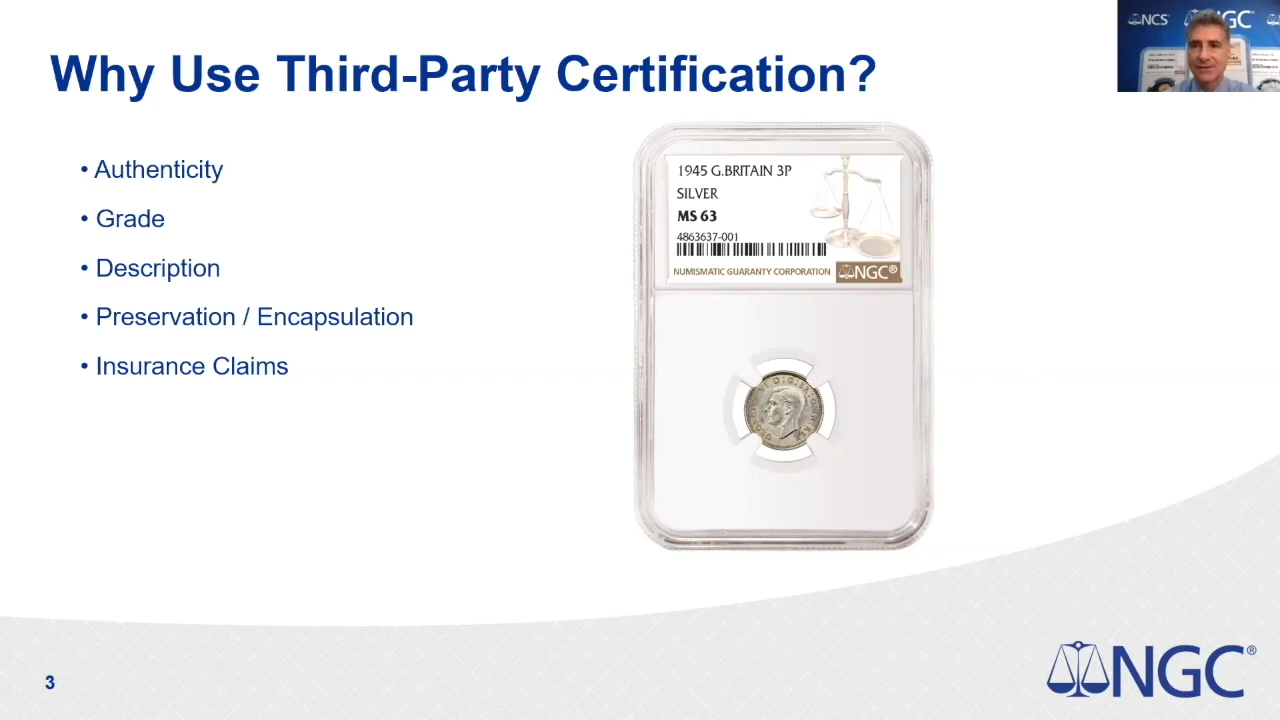 Why Use Third-Party Certification?
• Authenticity
• Grade
• Description
• Preservation / Encapsulation
• Insurance Claims
1945 G.BRITAIN 3P
SILVER
MS 63
4863637-001
NUMISMATIC GUARANTY CORPORATION NGC®
NCS
NGC®
3
NGC®